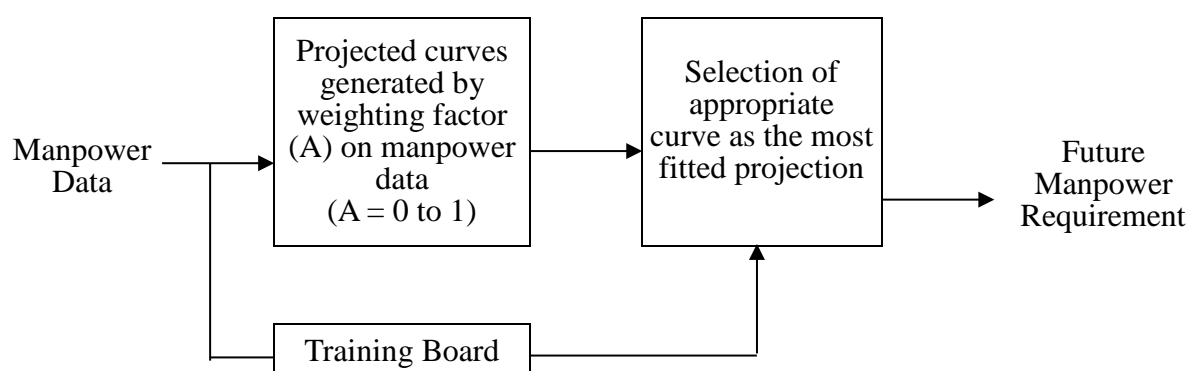 Manpower
Data
Projected curves
generated by
weighting factor
(A) on manpower
data
(A = 0 to 1)
Selection of
appropriate
curve as the most
fitted projection
Future
Manpower
Requirement
Training Board